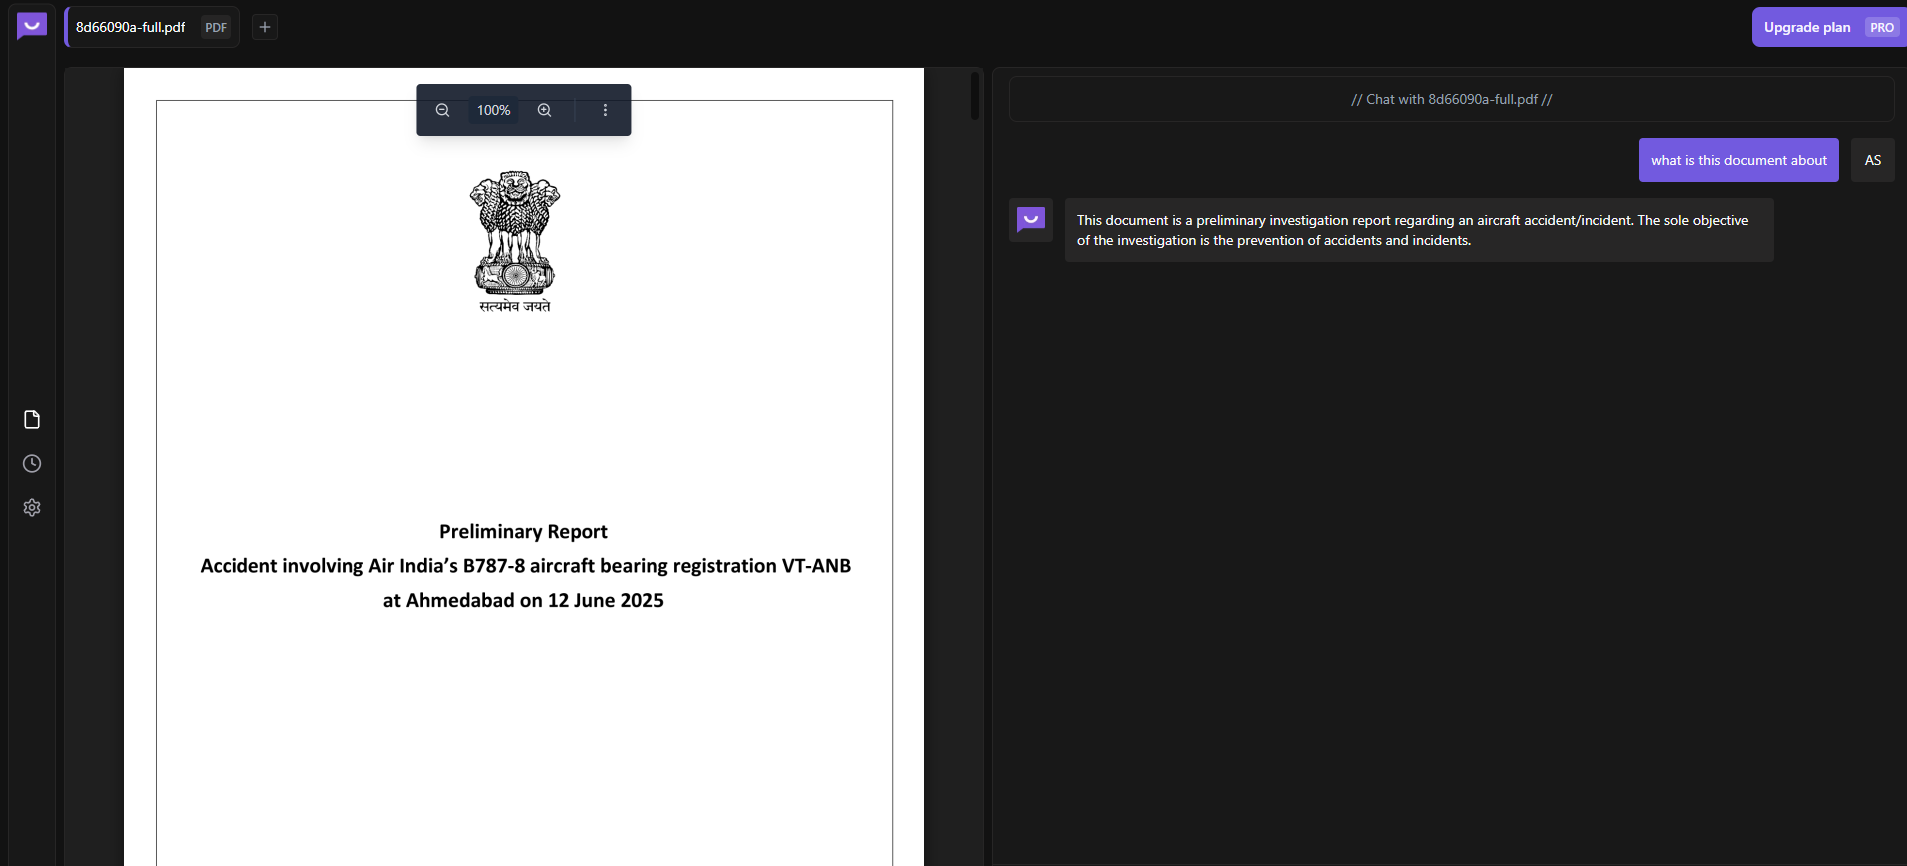 8d66090a-full.pdf PDF
Upgrade plan PRO
100%
सत्यमेव जयते
Preliminary Report
Accident involving Air India’s B787-8 aircraft bearing registration VT-ANB
at Ahmedabad on 12 June 2025
// Chat with 8d66090a-full.pdf //
what is this document about
AS
This document is a preliminary investigation report regarding an aircraft accident/incident. The sole objective
of the investigation is the prevention of accidents and incidents.